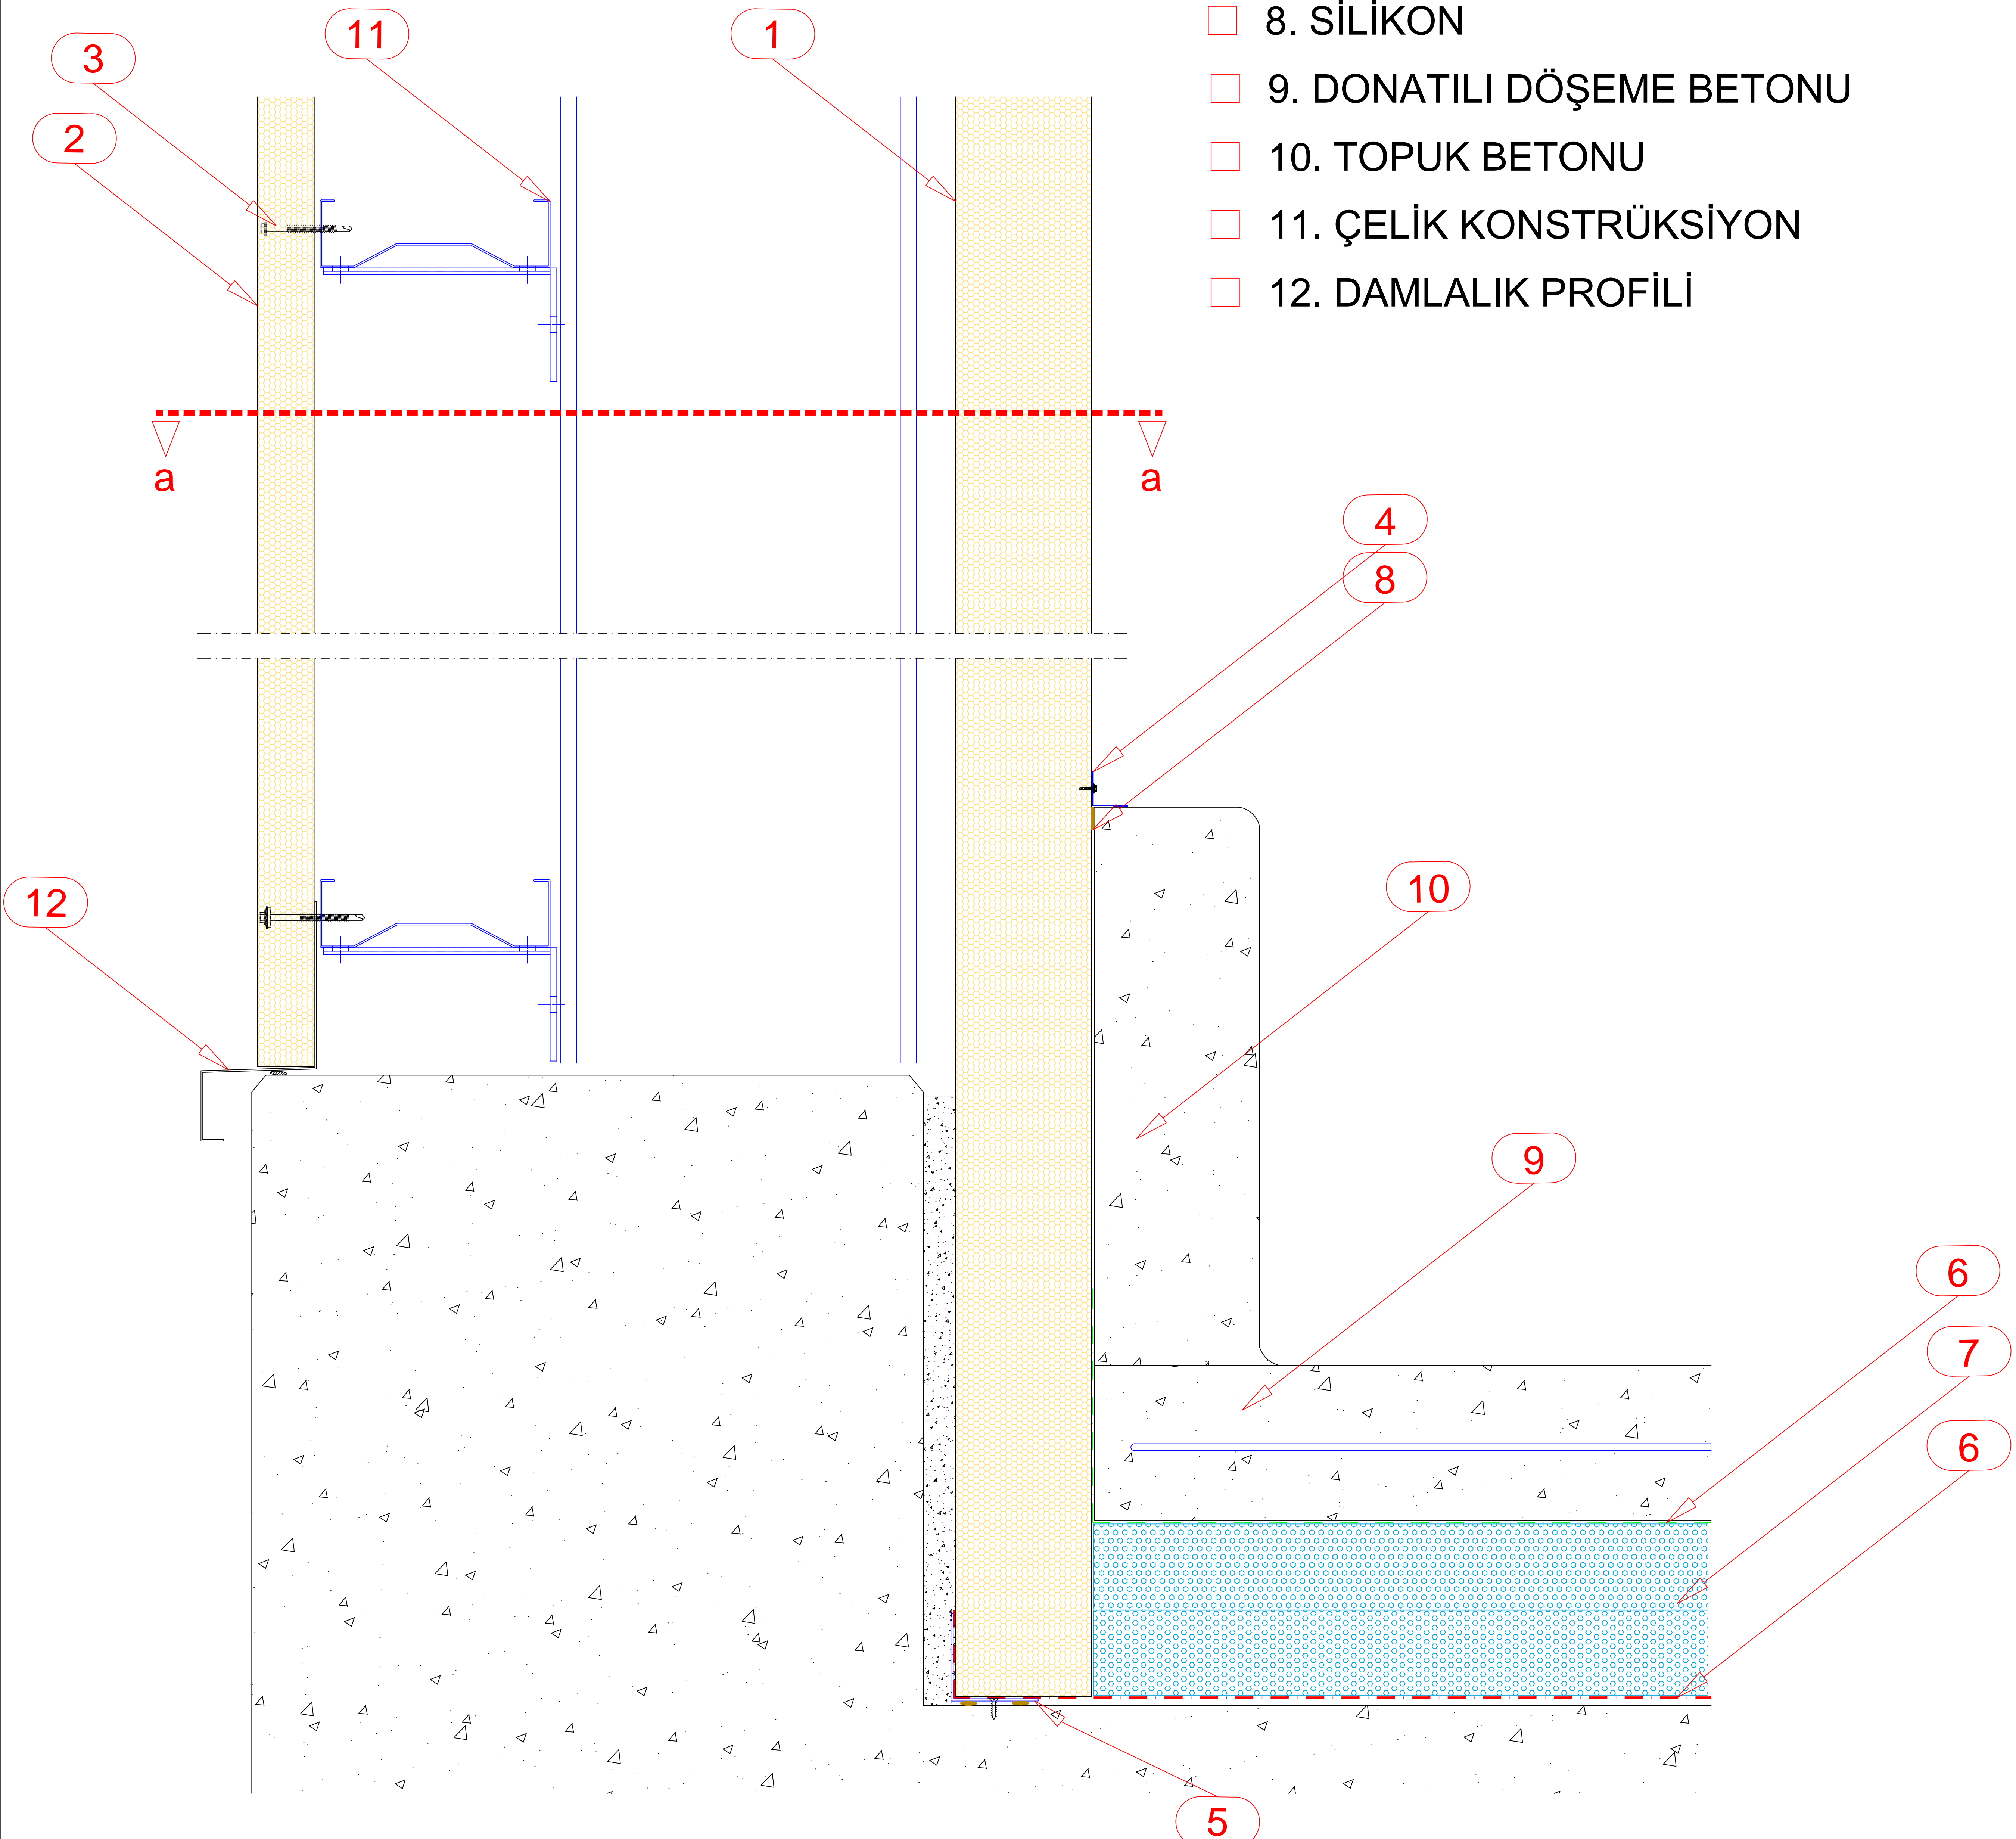 8. SİLİKON
11
1
3
9. DONATILI DÖŞEME BETONU
2
10. TOPUK BETONU
11. ÇELİK KONSTRÜKSİYON
12. DAMLALIK PROFİLİ
a
a
4
8
12
10
9
6
7
6
5